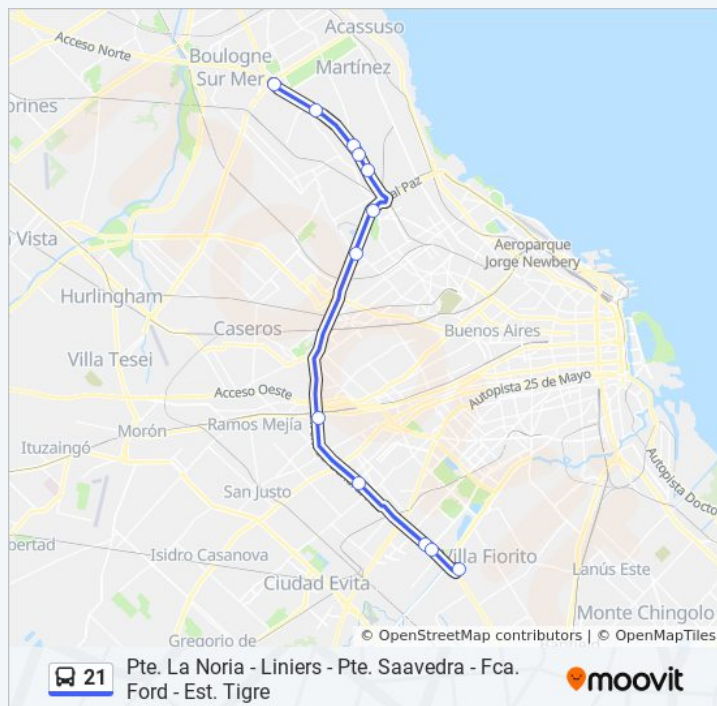 Acassuso
Acceso Norte
Boulogne
Sur Mer
Martínez
orines
al Paz
Vista
Aeroparque
Jorge Newbery
Hurlingham
Caseros
Buenos Aires
Villa Tesei
Acceso Oeste
Autopista 25 de Mayo
Ramos Mejía
Morón
Ituzaingó
San Justo
Autopista Docto
ertad
Isidro Casanova
Villa Fiorito
Lanús Este
Ciudad Evita
Monte Chingolo
Gregorio de
© OpenStreetMap contributors | © OpenMapTiles
21
Pte. La Noria - Liniers - Pte. Saavedra - Fca.
Ford - Est. Tigre
moovit